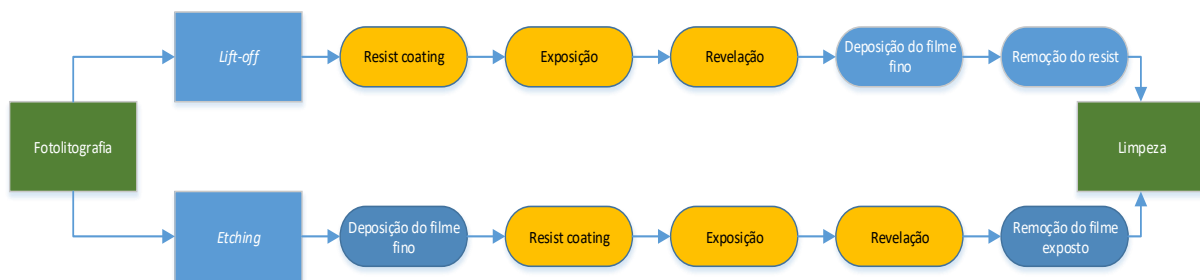 Fotolitografia
Lift-off
Resist coating
Exposição
Revelação
Deposição do filme
fino
Remoção do resist
Etching
Deposição do filme
fino
Resist coating
Exposição
Revelação
Remoção do filme
exposto
Limpeza